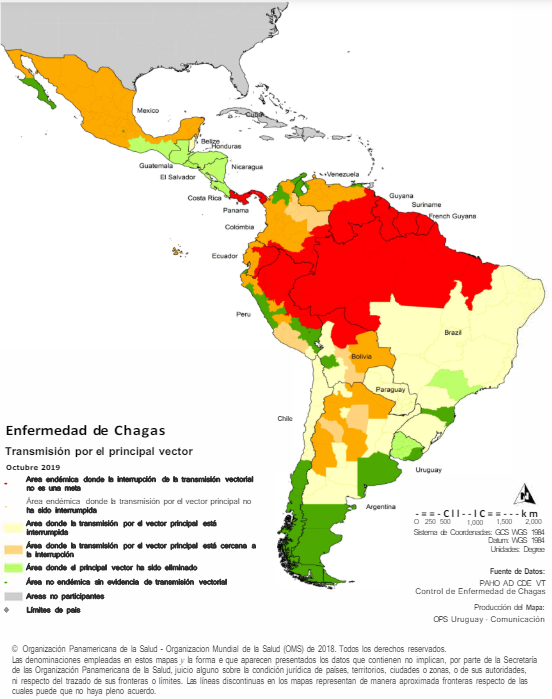 Mexico
Cuba
Belize
Honduras
Guatemala
Nicaragua
El Salvador
Costa Rica
Panama
Venezuela
Guyana
Suriname
French Guyana
Colombia
Ecuador
Peru
Brazil
Bolivia
Paraguay
Chile
Uruguay
Argentina
Enfermedad de Chagas
Transmisión por el principal vector
Octubre 2019
Area endémica donde la interrupción de la transmisión vectorial
no es una meta
Área endémica donde la transmisión por el vector principal no
ha sido interrumpida
Area donde la transmisión por el vector principal está
interrumpida
Área donde la transmisión por el vector principal está cercana a
la interrupción
Área donde el principal vector ha sido eliminado
Área no endémica sin evidencia de transmisión vectorial
Areas no participantes
Límites de país
- = = - C I I - - I C = = - - - km
O 250 500 1,000 1,500 2,000
Sistema de Coordenadas: GCS WGS 1984
Datum: WGS 1984
Unidades: Degree
Fuente de Datos:
PAHO AD CDE VT
Control de Enfermedad de Chagas
Producción del Mapa:
OPS Uruguay - Comunicación
© Organización Panamericana de la Salud - Organizacion Mundial de la Salud (OMS) de 2018. Todos los derechos reservados.
Las denominaciones empleadas en estos mapas y la forma e que aparecen presentados los datos que contienen no implican, por parte de la Secretaría
de las Organización Panamericana de la Salud, juicio alguno sobre la condición jurídica de países, territorios, ciudades o zonas, o de sus autoridades,
ni respecto del trazado de sus fronteras o límites. Las líneas discontinuas en los mapas representan de manera aproximada fronteras respecto de las
cuales puede que no haya pleno acuerdo.